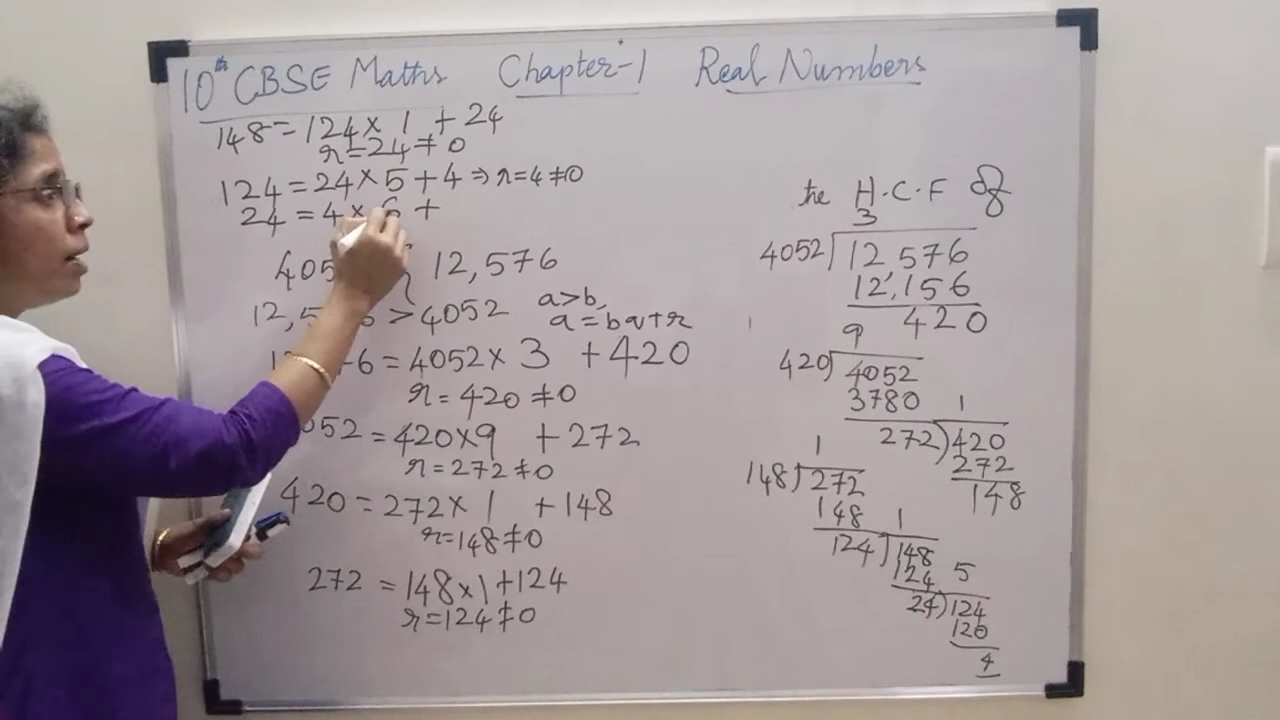 10th CBSE Maths Chapter-1 Real Numbers
148 = 124 × 1 + 24
r = 24 ≠ 0
124 = 24 × 5 + 4 ⇒ r = 4 ≠ 0
24 = 4 × 6 +
12,576
> 4052 a > b,
a = bq + r
= 4052 × 3 + 420
r = 420 ≠ 0
= 420 × 9 + 272
r = 272 ≠ 0
420 = 272 × 1 + 148
r = 148 ≠ 0
272 = 148 × 1 + 124
r = 124 ≠ 0
the H.C.F of
3
4052) 12 576
12,156
420
9
420) 4052
3780
1
272) 420
272
148
1
148) 272
148
1
124) 148
124
5
24) 124
120
4